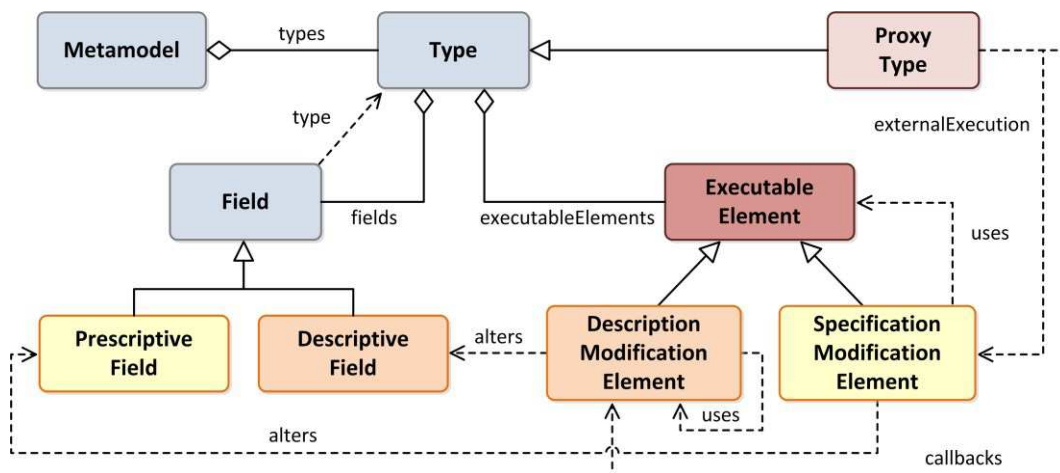 Metamodel
types
Type
Proxy
Type
type
externalExecution
Field
fields
executableElements
Executable
Element
uses
Prescriptive
Field
Descriptive
Field
alters
Description
Modification
Element
Specification
Modification
Element
uses
alters
callbacks